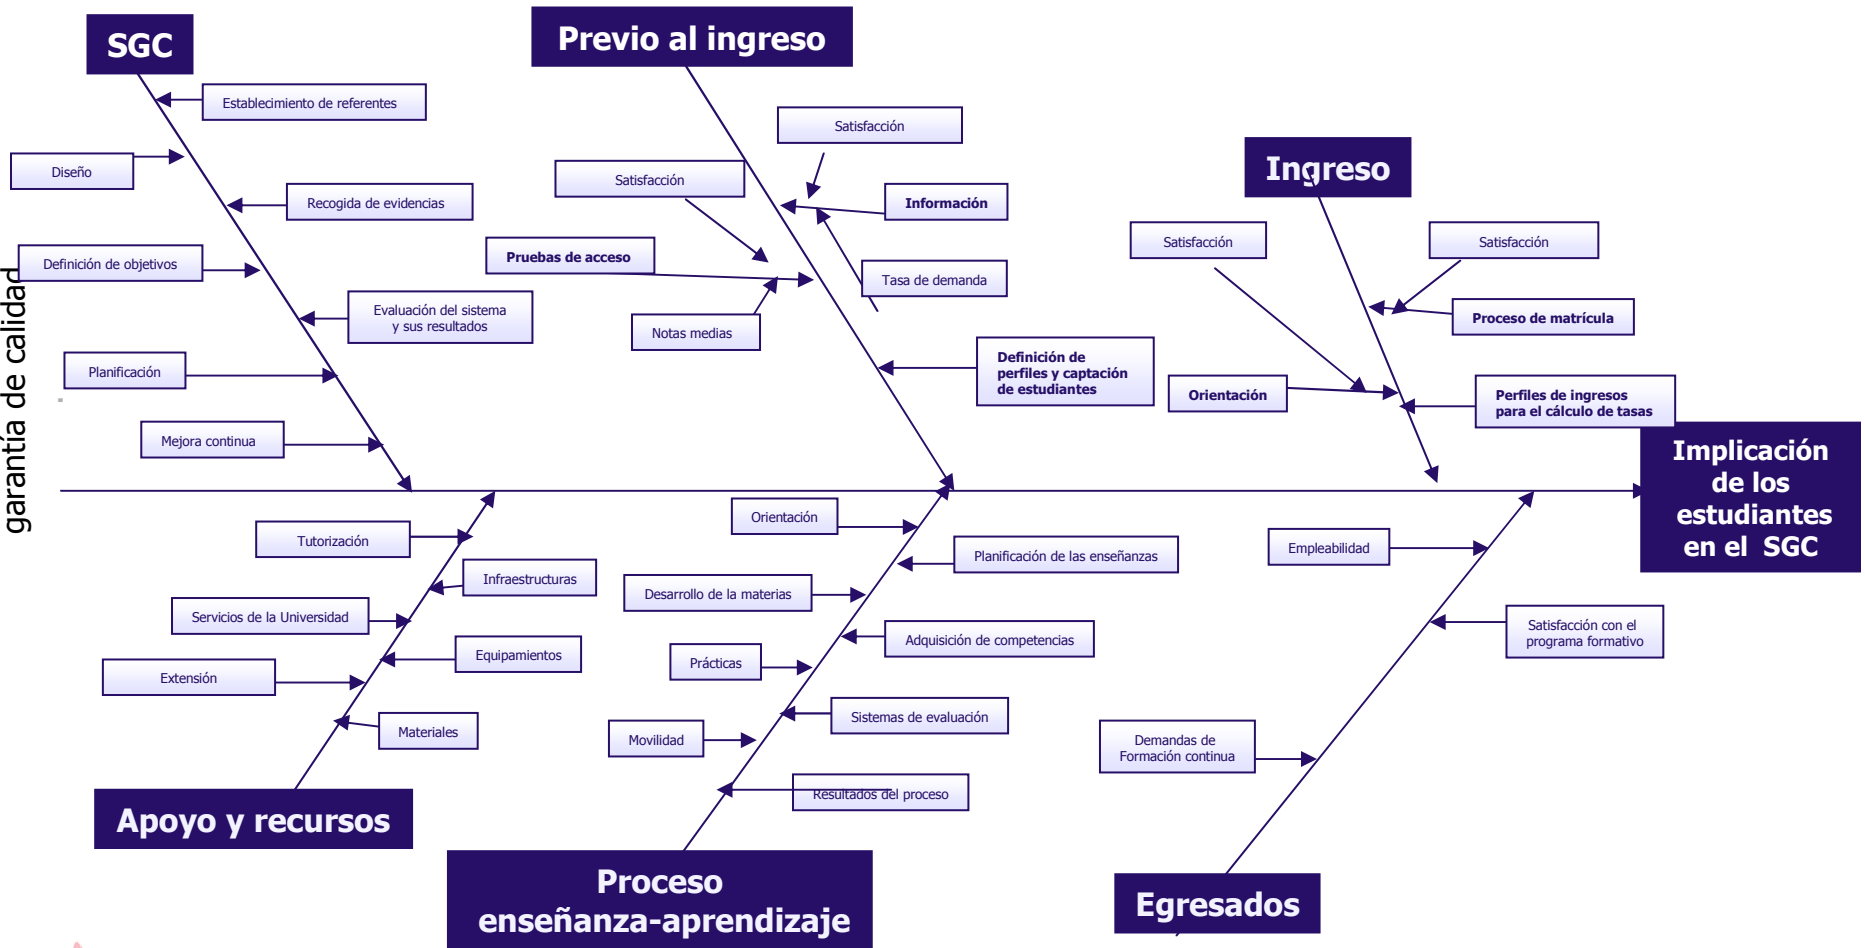 SGC
Previo al ingreso
Establecimiento de referentes
Satisfacción
Ingreso
Diseño
Satisfacción
Recogida de evidencias
Información
Satisfacción
Satisfacción
Definición de objetivos
Pruebas de acceso
Tasa de demanda
Evaluación del sistema
y sus resultados
Notas medias
Proceso de matrícula
Planificación
Definición de
perfiles y captación
de estudiantes
Orientación
Perfiles de ingresos
para el cálculo de tasas
Mejora continua
garantía de calidad
Implicación
de los
estudiantes
en el SGC
Tutorización
Orientación
Planificación de las enseñanzas
Empleabilidad
Infraestructuras
Desarrollo de la materias
Servicios de la Universidad
Adquisición de competencias
Satisfacción con el
programa formativo
Equipamientos
Prácticas
Extensión
Sistemas de evaluación
Materiales
Movilidad
Demandas de
Formación continua
Resultados del proceso
Apoyo y recursos
Proceso
enseñanza-aprendizaje
Egresados